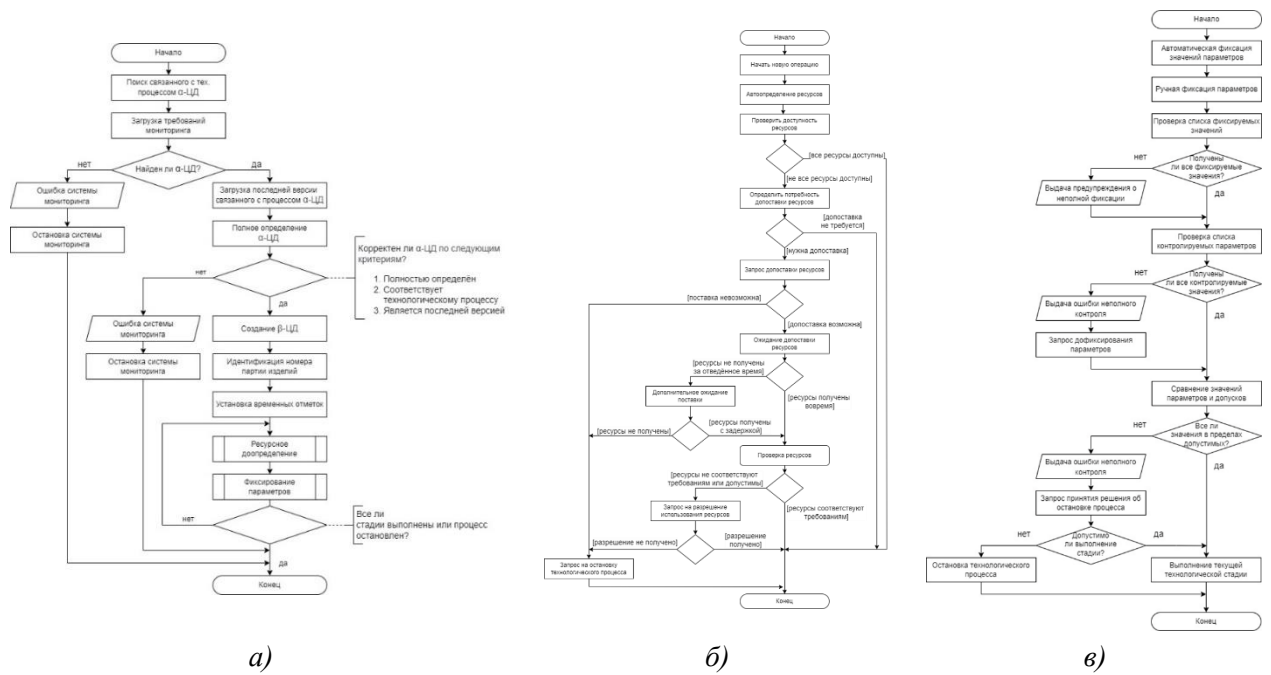 Начало
Поиск связанного с тех.
процессом α-ЦД
Загрузка требований
мониторинга
Найден ли α-ЦД?
нет
да
Ошибка системы
мониторинга
Остановка системы
мониторинга
Загрузка последней версии
связанного с процессом α-ЦД
Полное определение
α-ЦД
Корректен ли α-ЦД по следующим
критериям?
1. Полностью определён
2. Соответствует
технологическому процессу
3. Является последней версией
нет
да
Ошибка системы
мониторинга
Остановка системы
мониторинга
Создание β-ЦД
Идентификация номера
партии изделий
Установка временных отметок
Ресурсное
доопределение
Фиксирование
параметров
нет
Все ли
стадии выполнены или процесс
остановлен?
да
Конец
а)
Начало
Начать новую операцию
Автоопределение ресурсов
Проверить доступность
ресурсов
[все ресурсы доступны]
[не все ресурсы доступны]
Определить потребность
допоставки ресурсов
[допоставка
не требуется]
[нужна допоставка]
Запрос допоставки ресурсов
[поставка невозможна]
[допоставка возможна]
Ожидание допоставки
ресурсов
[ресурсы не получены
за отведённое время]
[ресурсы получены
вовремя]
Дополнительное ожидание
поставки
[ресурсы не получены]
[ресурсы получены
с задержкой]
Проверка ресурсов
[ресурсы не соответствуют
требованиям или допустимы]
[ресурсы соответствуют
требованиям]
Запрос на разрешение
использования ресурсов
[разрешение не получено]
[разрешение
получено]
Запрос на остановку
технологического процесса
Конец
б)
Начало
Автоматическая фиксация
значений параметров
Ручная фиксация параметров
Проверка списка фиксируемых
значений
Получены
ли все фиксируемые
значения?
нет
да
Выдача предупреждения о
неполной фиксации
Проверка списка
контролируемых параметров
Получены
ли все контролируемые
значения?
нет
да
Выдача ошибки неполного
контроля
Запрос дофиксирования
параметров
Сравнение значений
параметров и допусков
Все ли
значения в пределах
допустимых?
нет
да
Выдача ошибки неполного
контроля
Запрос принятия решения об
остановке процесса
Допустимо
ли выполнение
стадии?
нет
да
Остановка технологического
процесса
Выполнение текущей
технологической стадии
Конец
в)